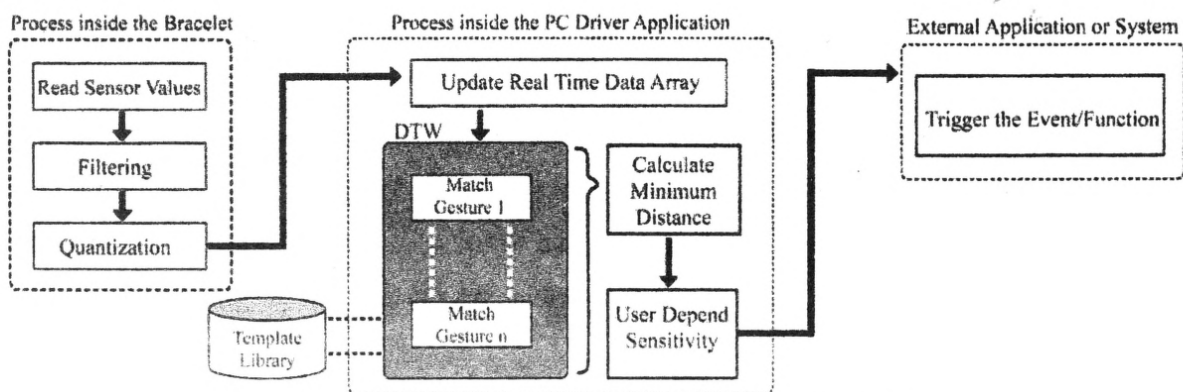 Process inside the Bracelet
Read Sensor Values
Filtering
Quantization
Template
Library
Process inside the PC Driver Application
Update Real Time Data Array
DTW
Match
Gesture 1
Match
Gesture n
Calculate
Minimum
Distance
User Depend
Sensitivity
External Application or System
Trigger the Event/Function